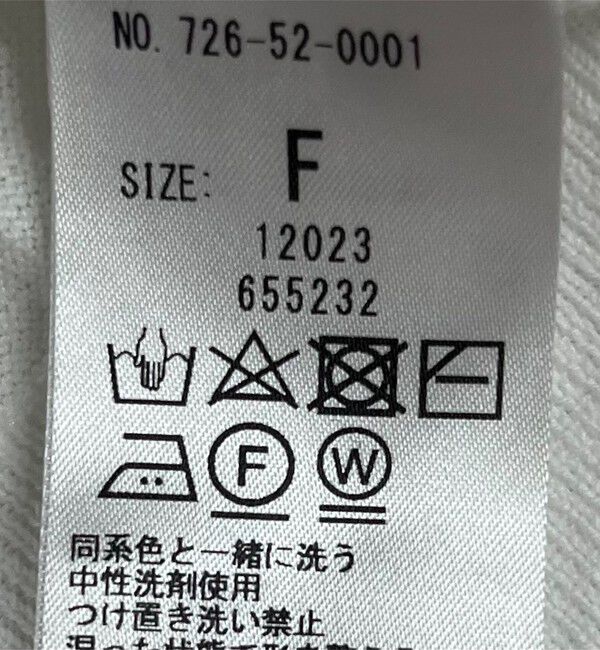 NO. 726-52-0001
SIZE: F
12023
655232
F W
同系色と一緒に洗う
中性洗剤使用
つけ置き洗い禁止